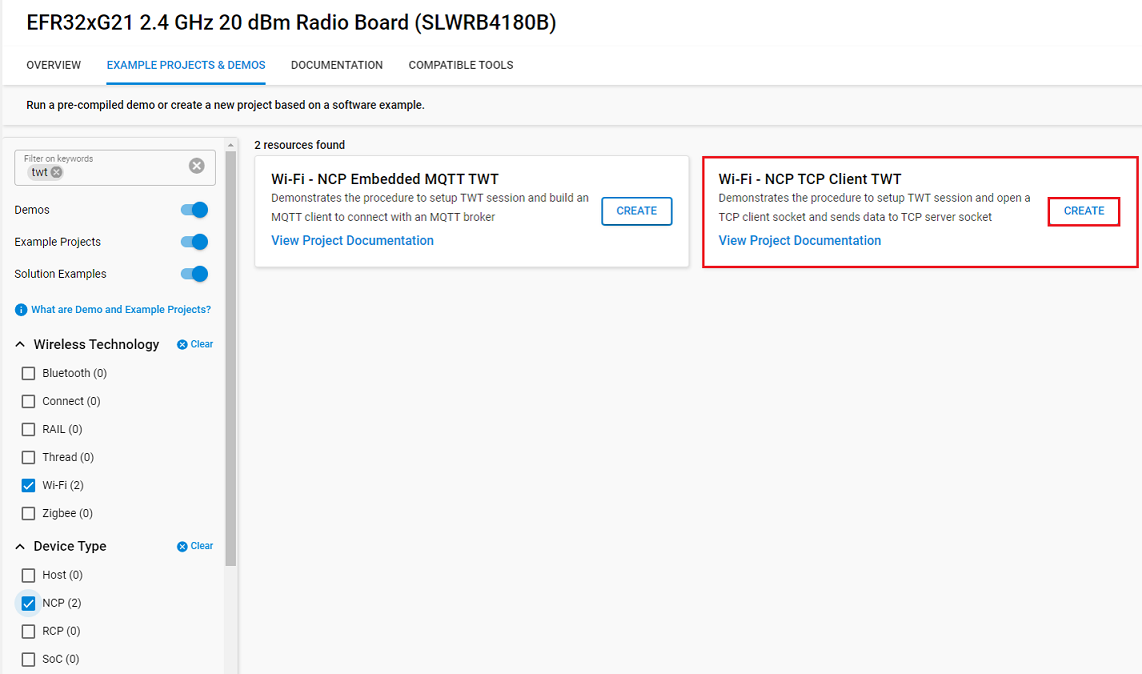 EFR32xG21 2.4 GHz 20 dBm Radio Board (SLWRB4180B)
OVERVIEW
EXAMPLE PROJECTS & DEMOS
DOCUMENTATION
COMPATIBLE TOOLS
Run a pre-compiled demo or create a new project based on a software example.
Filter on keywords
twt
Demos
Example Projects
Solution Examples
What are Demo and Example Projects?
Wireless Technology
Clear
Bluetooth (0)
Connect (0)
RAIL (0)
Thread (0)
Wi-Fi (2)
Zigbee (0)
Device Type
Clear
Host (0)
NCP (2)
RCP (0)
SoC (0)
2 resources found
Wi-Fi - NCP Embedded MQTT TWT
Demonstrates the procedure to setup TWT session and build an
MQTT client to connect with an MQTT broker
View Project Documentation
CREATE
Wi-Fi - NCP TCP Client TWT
Demonstrates the procedure to setup TWT session and open a
TCP client socket and sends data to TCP server socket
View Project Documentation
CREATE